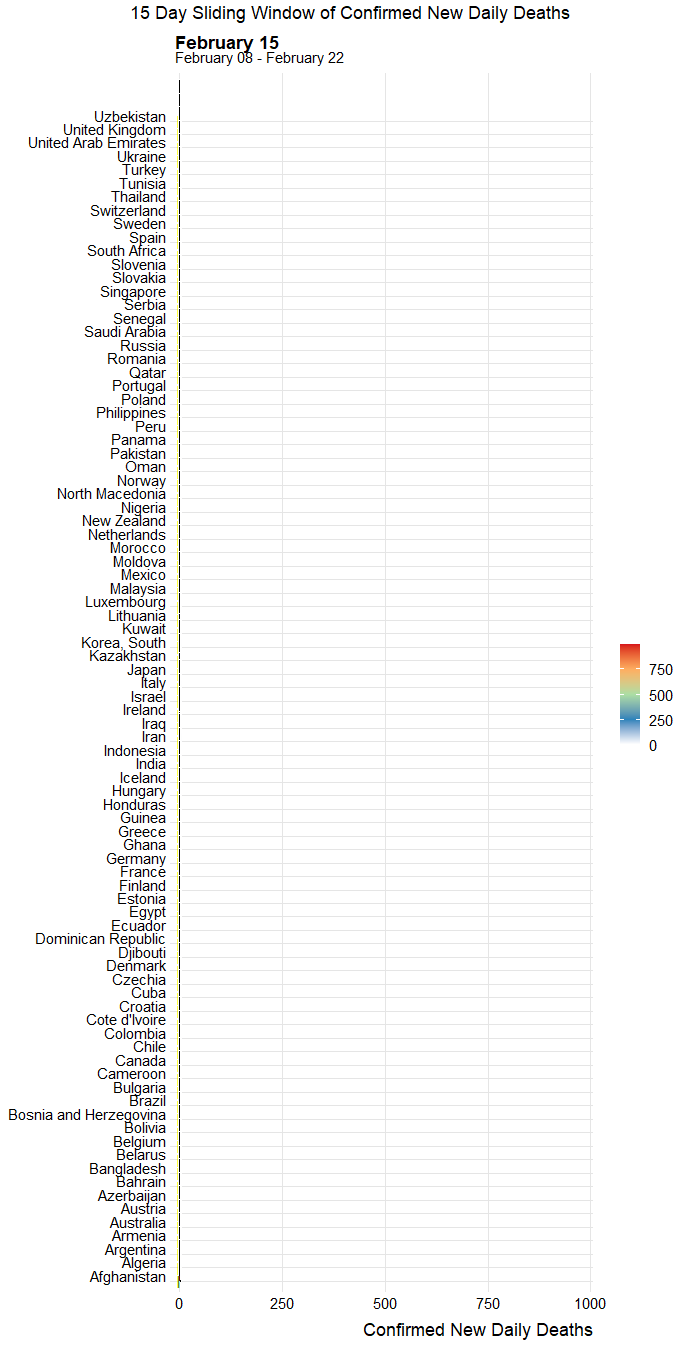 15 Day Sliding Window of Confirmed New Daily Deaths
February 15
February 08 - February 22
Uzbekistan
United Kingdom
United Arab Emirates
Ukraine
Turkey
Tunisia
Thailand
Switzerland
Sweden
Spain
South Africa
Slovenia
Slovakia
Singapore
Serbia
Senegal
Saudi Arabia
Russia
Romania
Qatar
Portugal
Poland
Philippines
Peru
Panama
Pakistan
Oman
Norway
North Macedonia
Nigeria
New Zealand
Netherlands
Morocco
Moldova
Mexico
Malaysia
Luxembourg
Lithuania
Kuwait
Korea, South
Kazakhstan
Japan
Italy
Israel
Ireland
Iraq
Iran
Indonesia
India
Iceland
Hungary
Honduras
Guinea
Greece
Ghana
Germany
France
Finland
Estonia
Egypt
Ecuador
Dominican Republic
Djibouti
Denmark
Czechia
Cuba
Croatia
Cote d'Ivoire
Colombia
Chile
Canada
Cameroon
Bulgaria
Brazil
Bosnia and Herzegovina
Bolivia
Belgium
Belarus
Bangladesh
Bahrain
Azerbaijan
Austria
Australia
Armenia
Argentina
Algeria
Afghanistan
0 250 500 750 1000
Confirmed New Daily Deaths
750
500
250
0